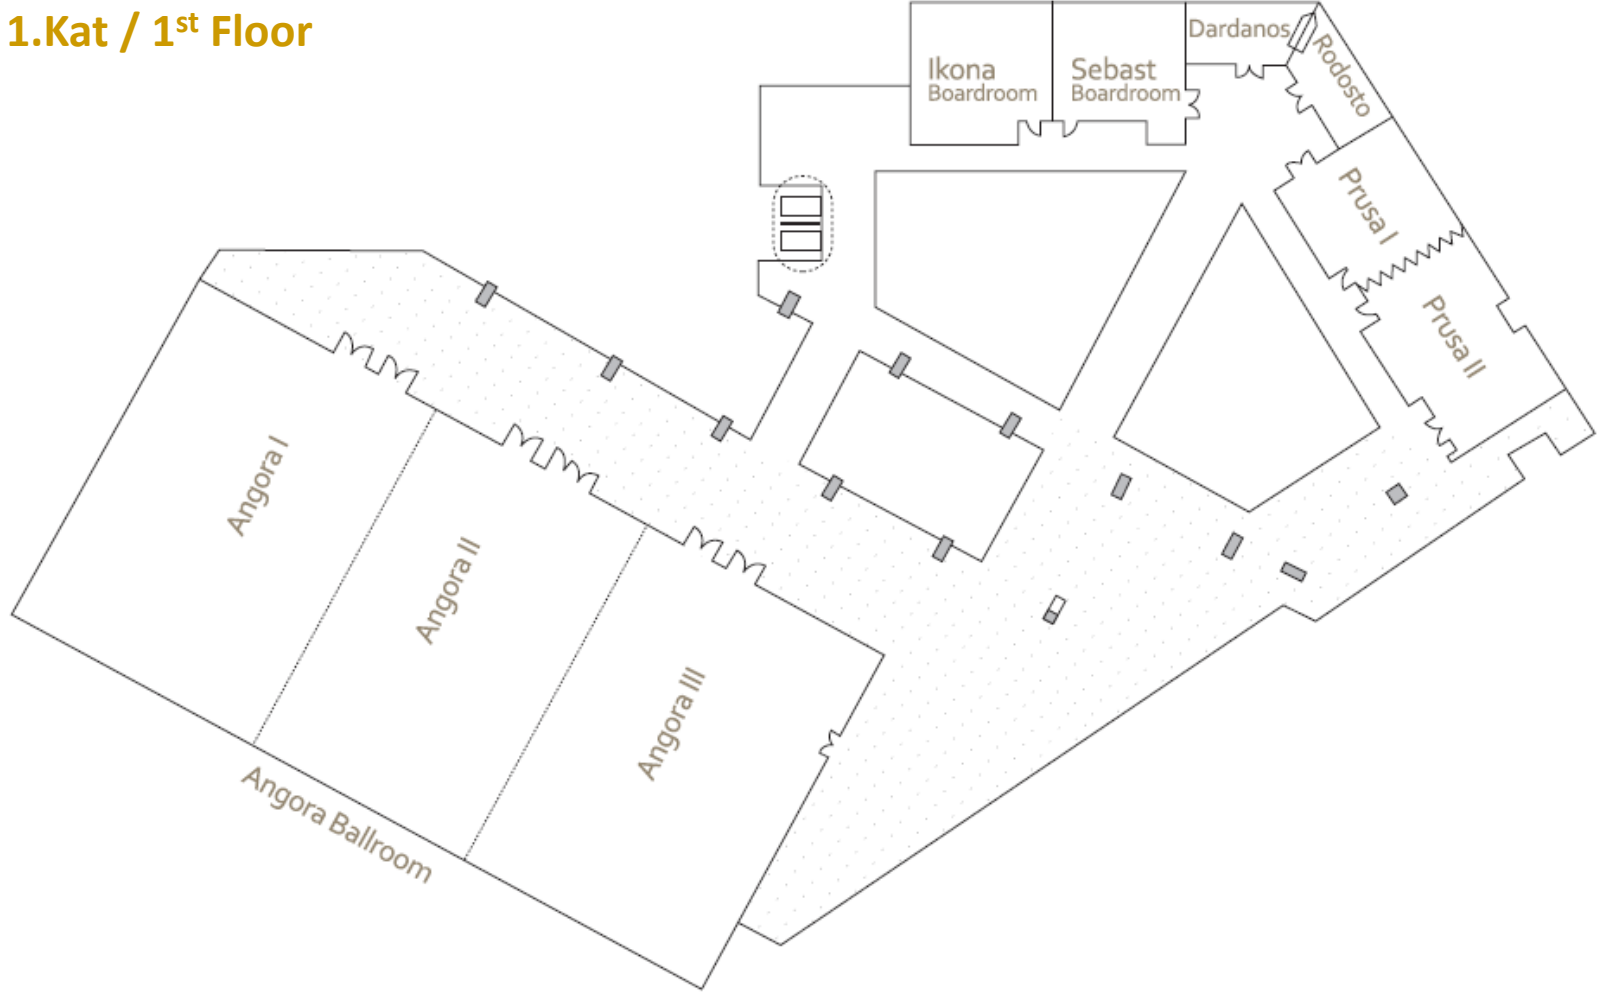 1.Kat / 1st Floor
Ikona
Boardroom
Sebast
Boardroom
Dardanos
Rodosto
Prusa I
Prusa II
Angora I
Angora II
Angora III
Angora Ballroom